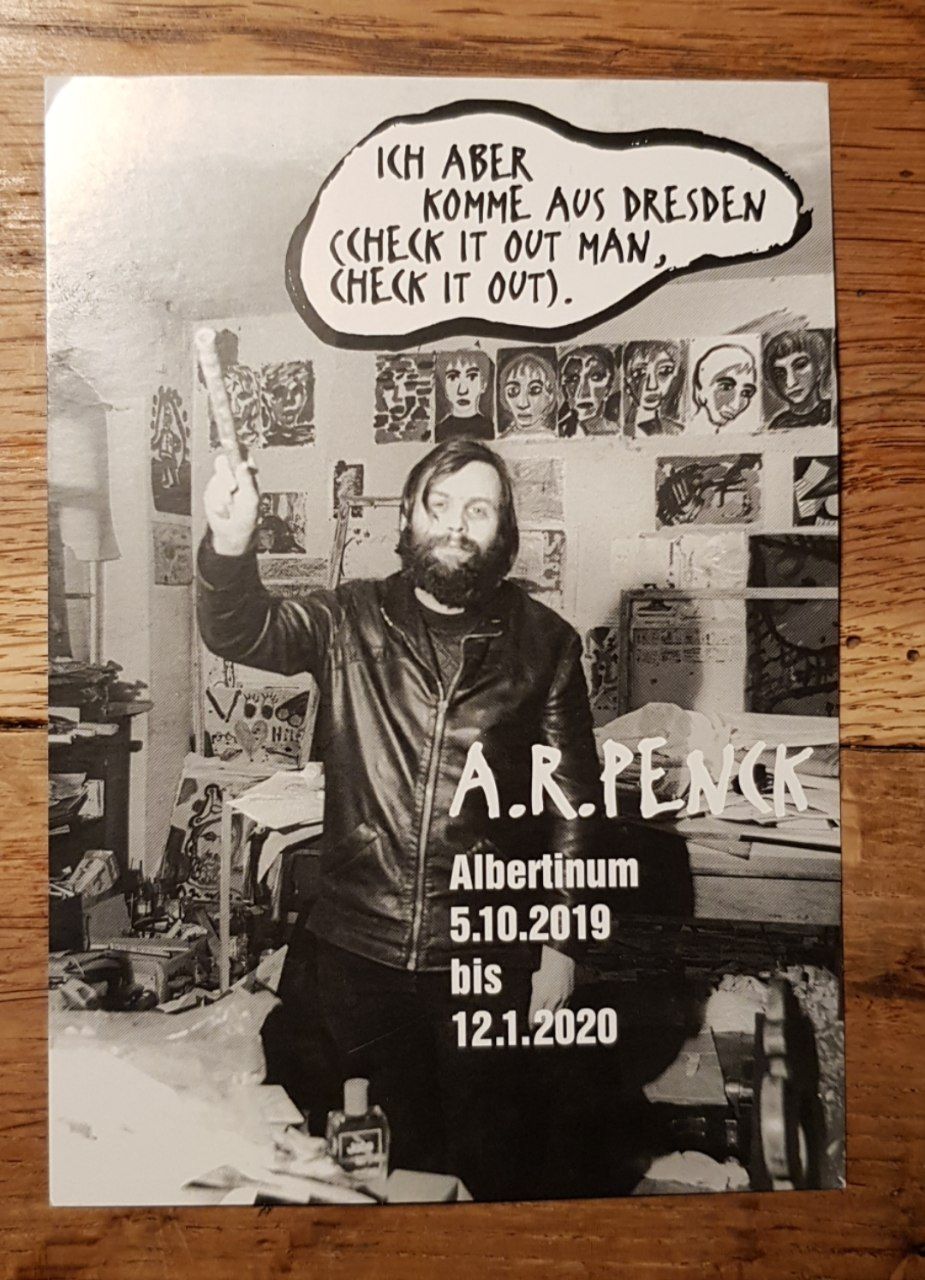 ICH ABER
KOMME AUS DRESDEN
(CHECK IT OUT MAN,
CHECK IT OUT).
A.R.PENCK
Albertinum
5.10.2019
bis
12.1.2020